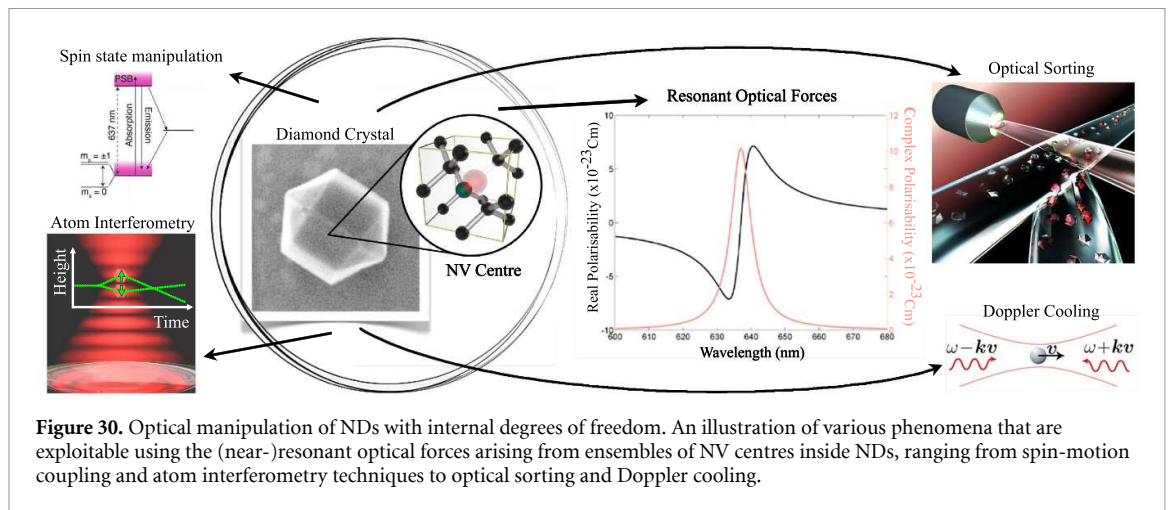 Spin state manipulation
PSB
637 nm
Absorption
Emission
mₛ = ±1
mₛ = 0
Atom Interferometry
Height
Time
Diamond Crystal
NV Centre
Resonant Optical Forces
Real Polarisability (x10⁻²³Cm)
10
5
0
-5
-10
600
610
620
630
640
650
660
670
680
Wavelength (nm)
Complex Polarisability (x10⁻²³Cm)
12
10
8
6
4
2
0
Optical Sorting
Doppler Cooling
ω−kv
v
ω+kv
Figure 30. Optical manipulation of NDs with internal degrees of freedom. An illustration of various phenomena that are
exploitable using the (near-)resonant optical forces arising from ensembles of NV centres inside NDs, ranging from spin-motion
coupling and atom interferometry techniques to optical sorting and Doppler cooling.